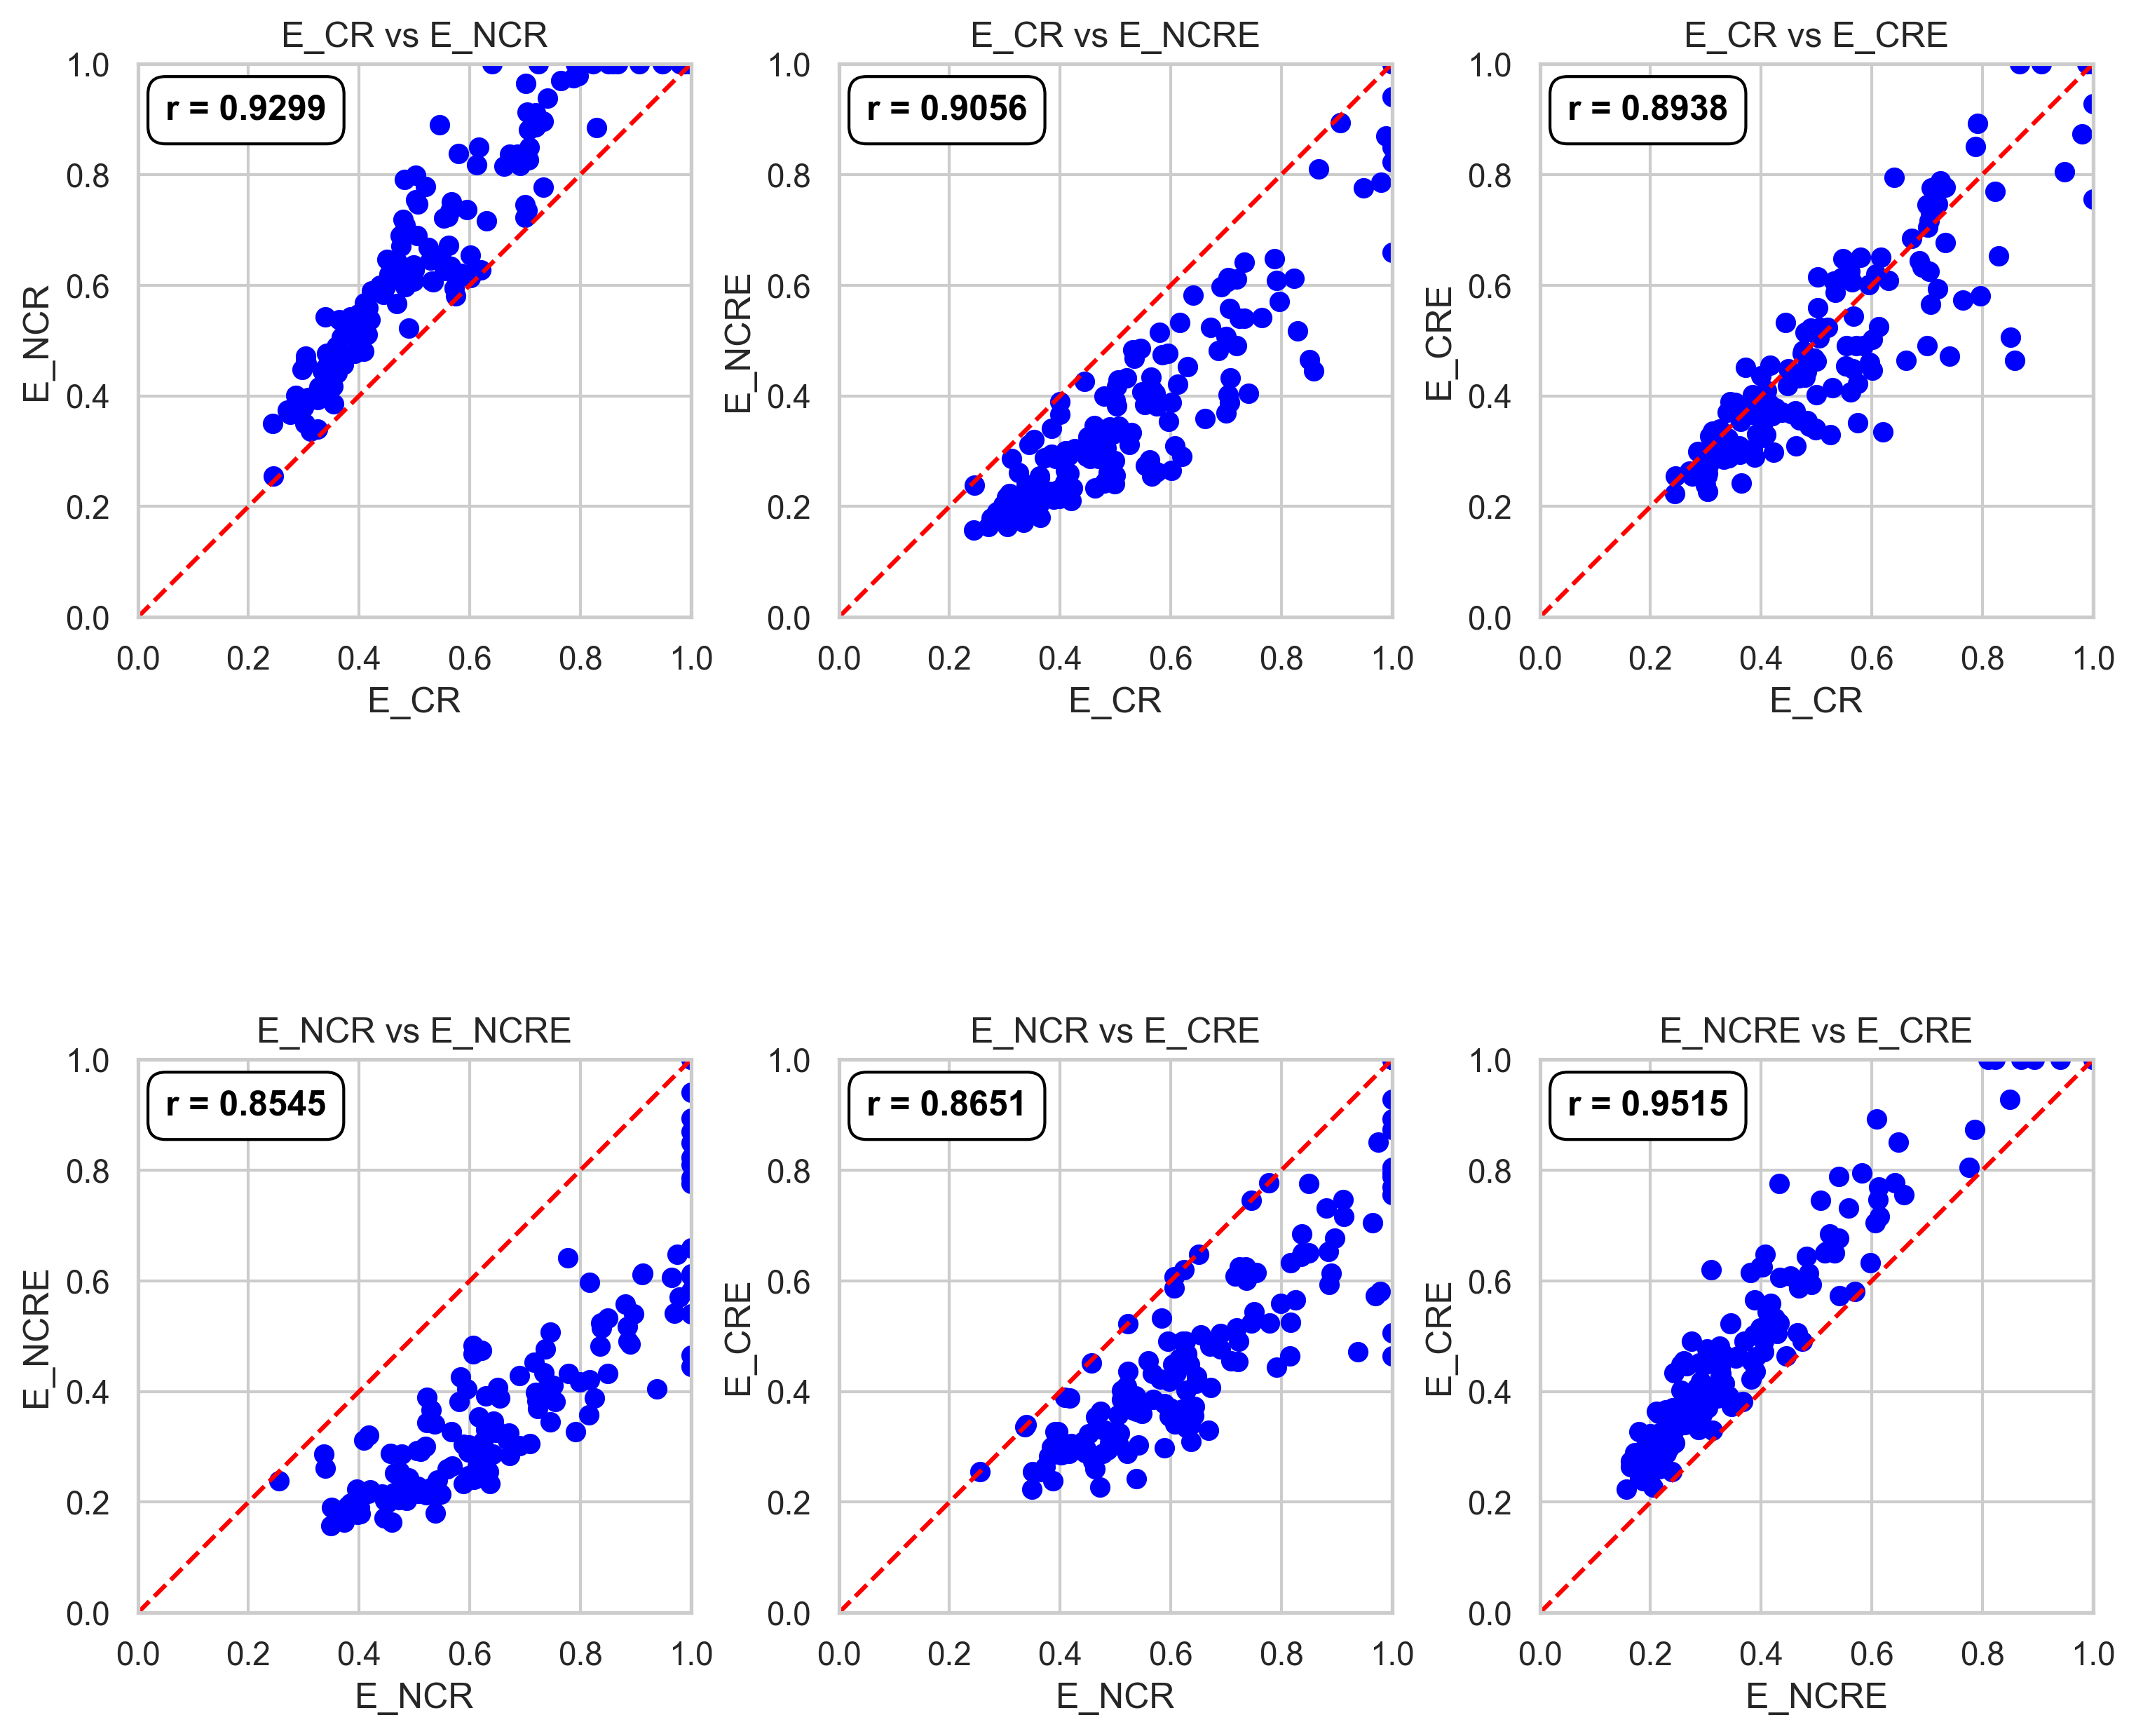 E_CR vs E_NCR
E_CR vs E_NCRE
E_CR vs E_CRE
r = 0.9299
r = 0.9056
r = 0.8938
E_NCR
E_NCRE
E_CRE
1.0
0.8
0.6
0.4
0.2
0.0
1.0
0.8
0.6
0.4
0.2
0.0
1.0
0.8
0.6
0.4
0.2
0.0
0.0 0.2 0.4 0.6 0.8 1.0
0.0 0.2 0.4 0.6 0.8 1.0
0.0 0.2 0.4 0.6 0.8 1.0
E_CR
E_CR
E_CR
E_NCR vs E_NCRE
E_NCR vs E_CRE
E_NCRE vs E_CRE
r = 0.8545
r = 0.8651
r = 0.9515
E_NCRE
E_CRE
E_CRE
1.0
0.8
0.6
0.4
0.2
0.0
1.0
0.8
0.6
0.4
0.2
0.0
1.0
0.8
0.6
0.4
0.2
0.0
0.0 0.2 0.4 0.6 0.8 1.0
0.0 0.2 0.4 0.6 0.8 1.0
0.0 0.2 0.4 0.6 0.8 1.0
E_NCR
E_NCR
E_NCRE